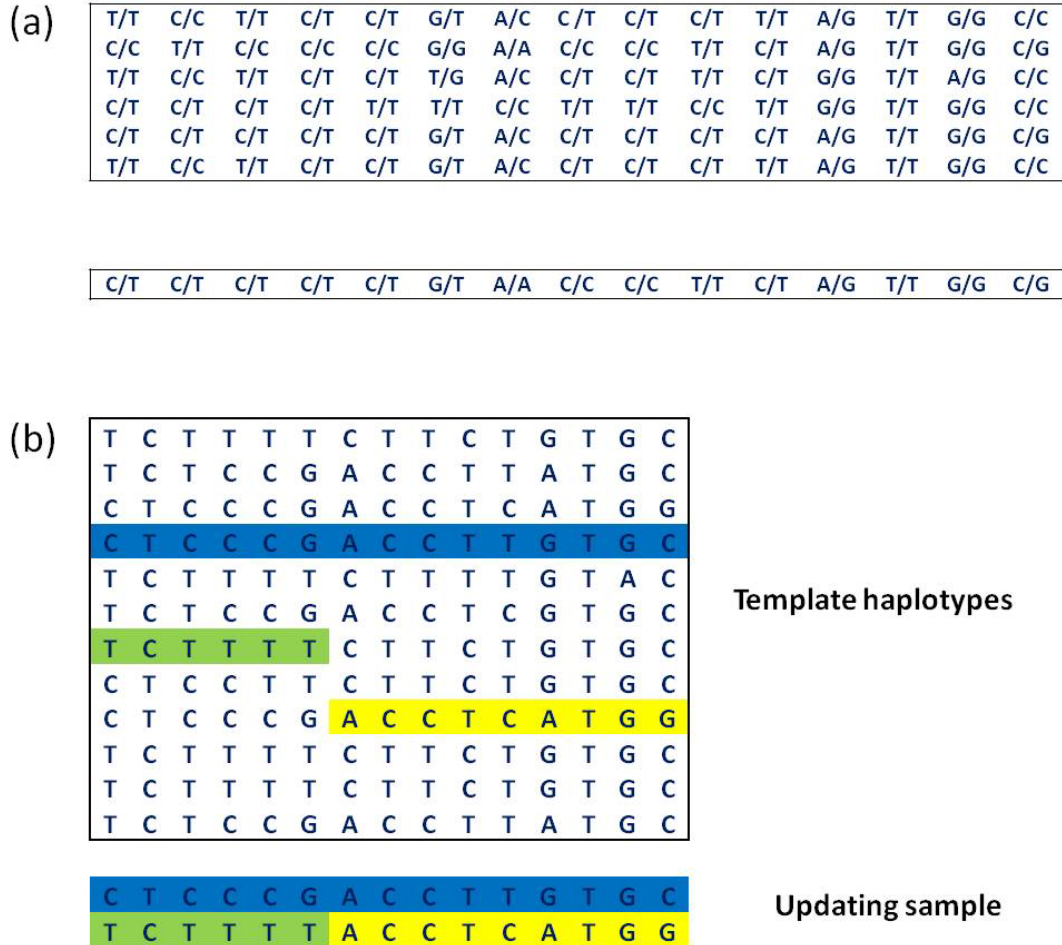 (a)
T/T C/C T/T C/T C/T G/T A/C C/T C/T C/T T/T A/G T/T G/G C/C
C/C T/T C/C C/C C/C G/G A/A C/C C/C T/T C/T A/G T/T G/G C/G
T/T C/C T/T C/T C/T T/G A/C C/T C/T T/T C/T G/G T/T A/G C/C
C/T C/T C/T C/T T/T T/T C/C T/T T/T C/C T/T G/G T/T G/G C/C
C/T C/T C/T C/T C/T G/T A/C C/T C/T C/T C/T A/G T/T G/G C/G
T/T C/C T/T C/T C/T G/T A/C C/T C/T C/T T/T A/G T/T G/G C/C
C/T C/T C/T C/T C/T G/T A/A C/C C/C T/T C/T A/G T/T G/G C/G
(b)
T C T T T T C T T C T G T G C
T C T C C G A C C T T A T G C
C T C C C G A C C T C A T G G
C T C C C G A C C T T G T G C
T C T T T T C T T T T G T A C
T C T C C G A C C T C G T G C
T C T T T T C T T C T G T G C
C T C C T T C T T C T G T G C
C T C C C G A C C T C A T G G
T C T T T T C T T C T G T G C
T C T T T T C T T C T G T G C
T C T C C G A C C T T A T G C
Template haplotypes
C T C C C G A C C T T G T G C
T C T T T T A C C T C A T G G
Updating sample